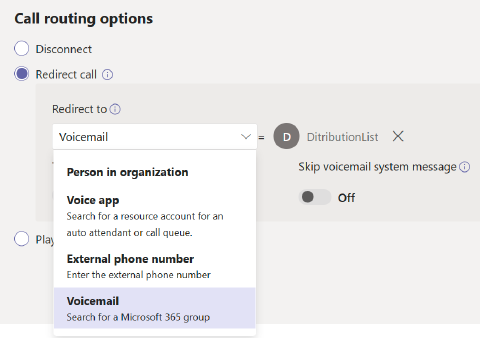 Call routing options
Disconnect
Redirect call
Redirect to
Voicemail
= D DitributionList
Person in organization
Skip voicemail system message
Voice app
Search for a resource account for an
auto attendant or call queue.
Off
External phone number
Enter the external phone number
Voicemail
Search for a Microsoft 365 group